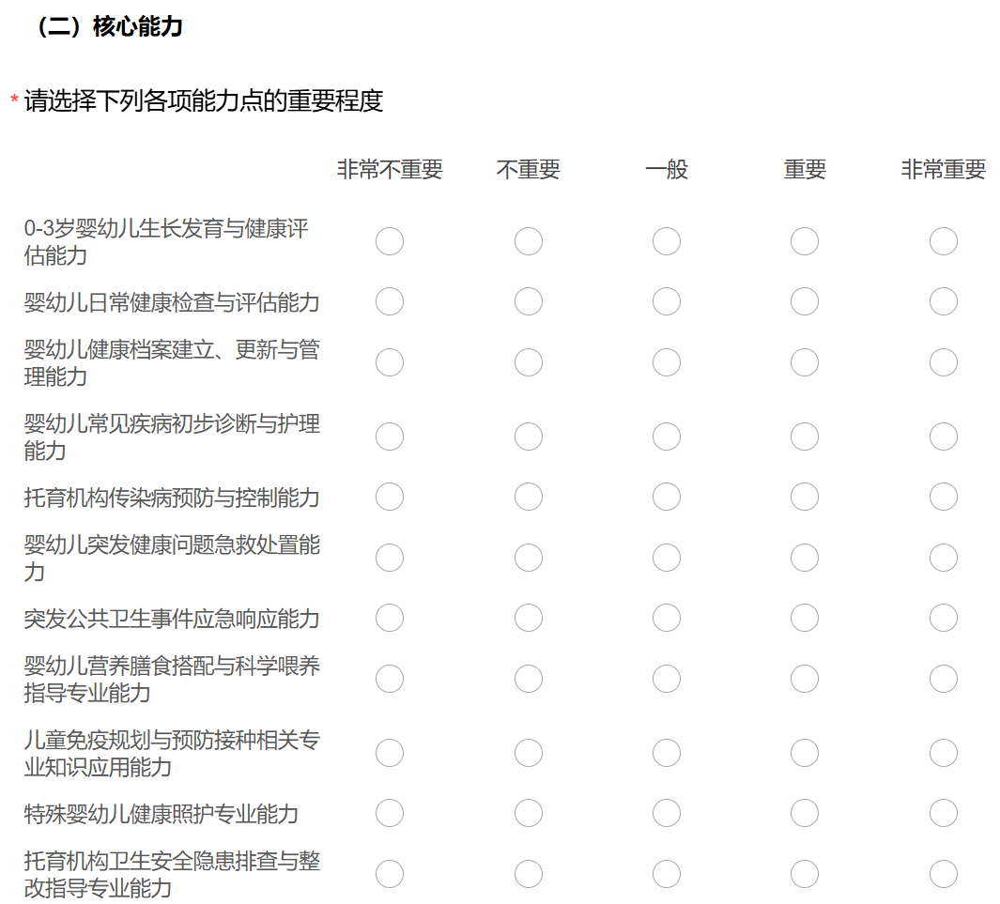 （二）核心能力
*请选择下列各项能力点的重要程度
非常不重要 不重要 一般 重要 非常重要
0-3岁婴幼儿生长发育与健康评
估能力
婴幼儿日常健康检查与评估能力
婴幼儿健康档案建立、更新与管
理能力
婴幼儿常见疾病初步诊断与护理
能力
托育机构传染病预防与控制能力
婴幼儿突发健康问题急救处置能
力
突发公共卫生事件应急响应能力
婴幼儿营养膳食搭配与科学喂养
指导专业能力
儿童免疫规划与预防接种相关专
业知识应用能力
特殊婴幼儿健康照护专业能力
托育机构卫生安全隐患排查与整
改指导专业能力